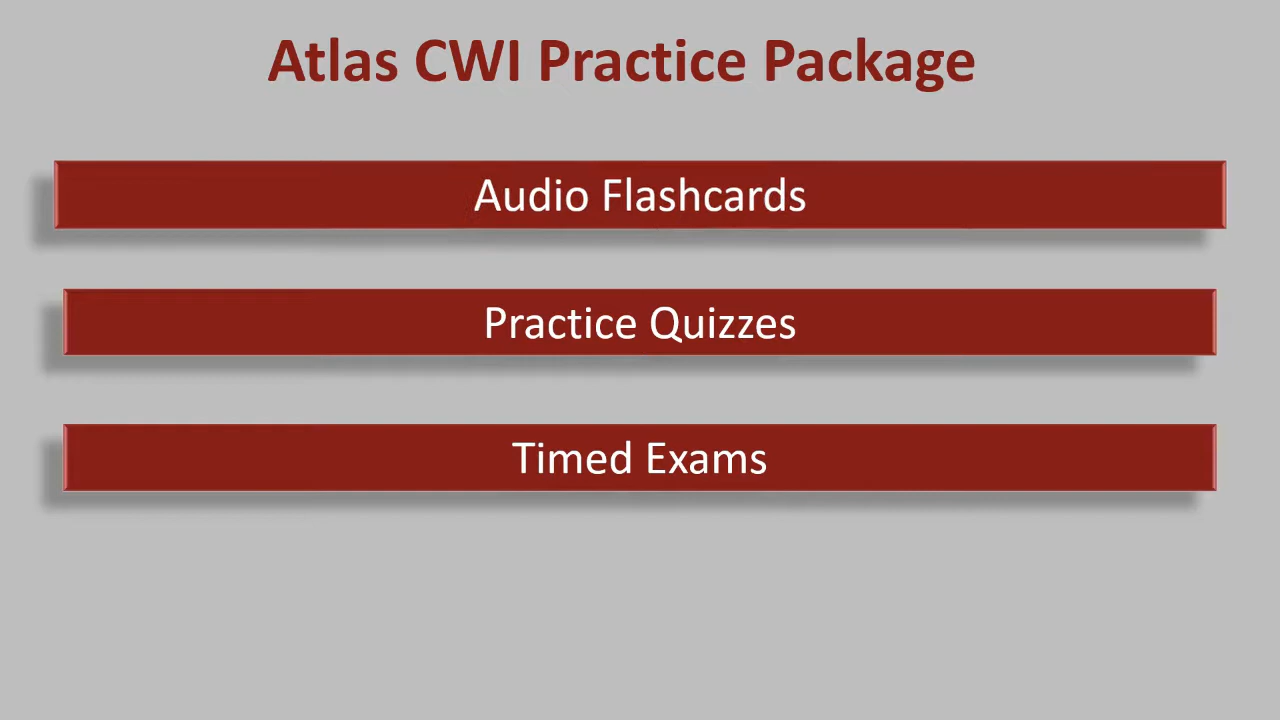 Atlas CWI Practice Package
Audio Flashcards
Practice Quizzes
Timed Exams